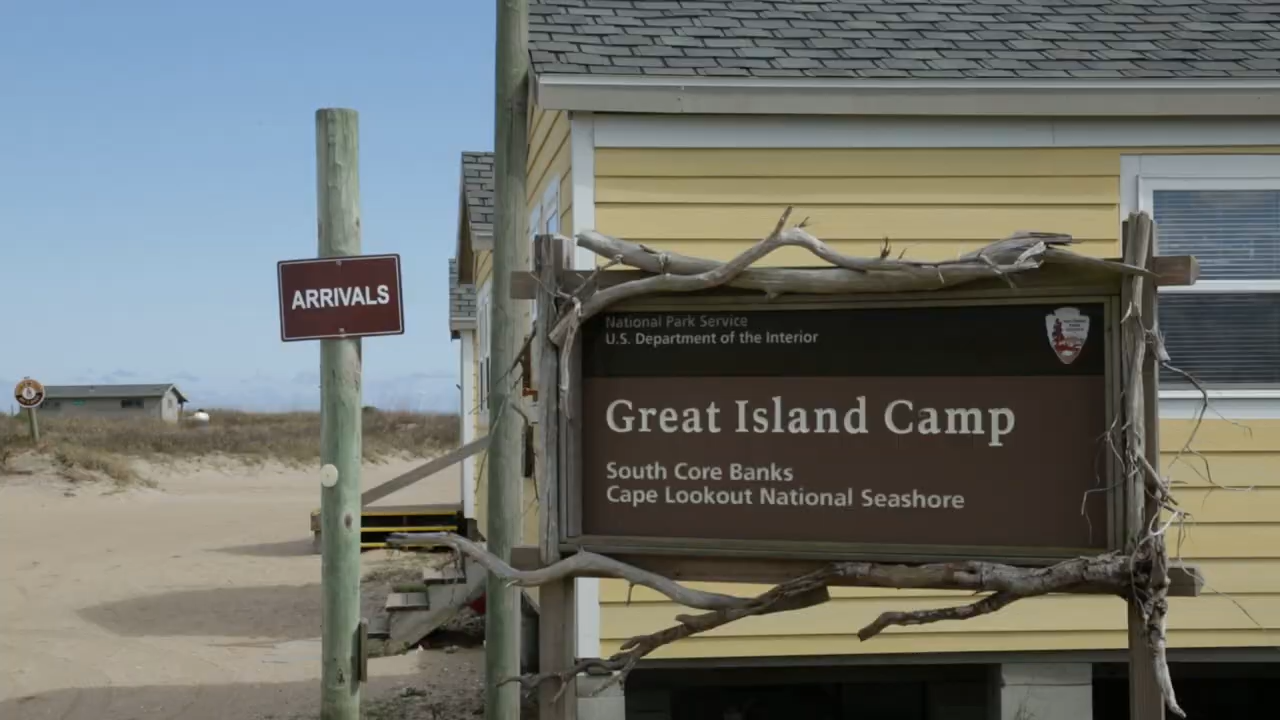 ARRIVALS
National Park Service
U.S. Department of the Interior
Great Island Camp
South Core Banks
Cape Lookout National Seashore